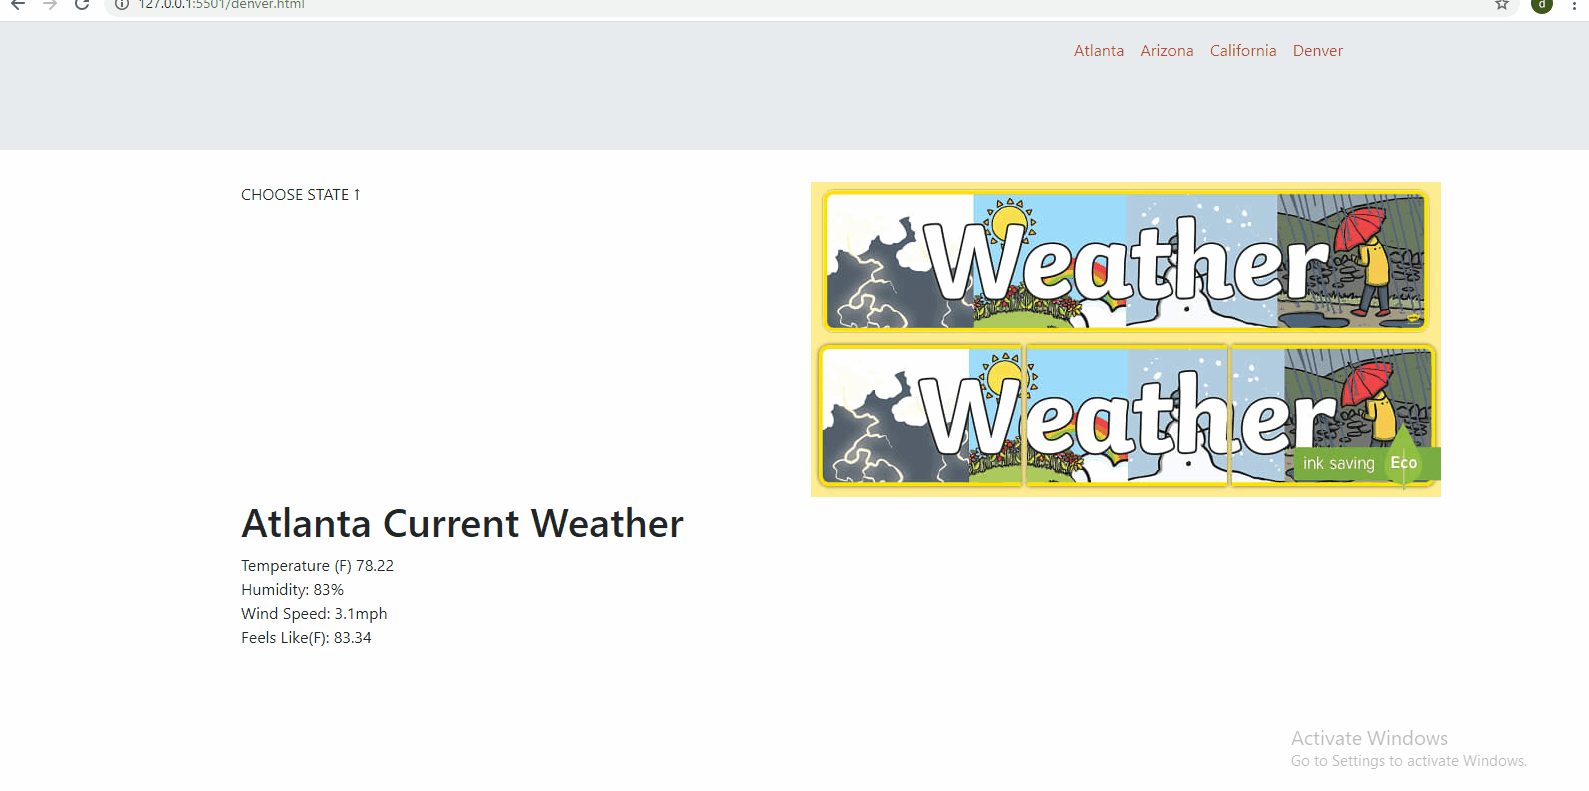 127.0.0.1:5501/denver.html
d
Atlanta Arizona California Denver
CHOOSE STATE ↑
Weather
Weather
ink saving Eco
Atlanta Current Weather
Temperature (F) 78.22
Humidity: 83%
Wind Speed: 3.1mph
Feels Like(F): 83.34
Activate Windows
Go to Settings to activate Windows.